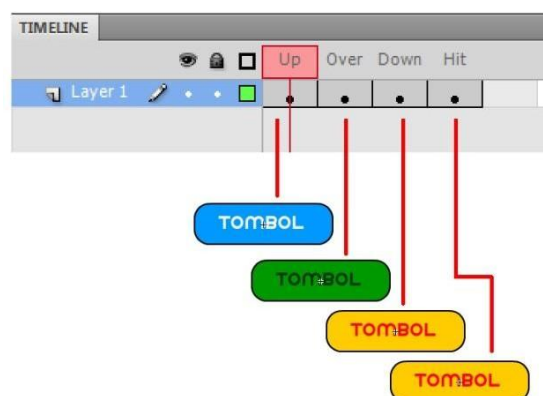 TIMELINE
Up Over Down Hit
Layer 1
TOMBOL
TOMBOL
TOMBOL
TOMBOL